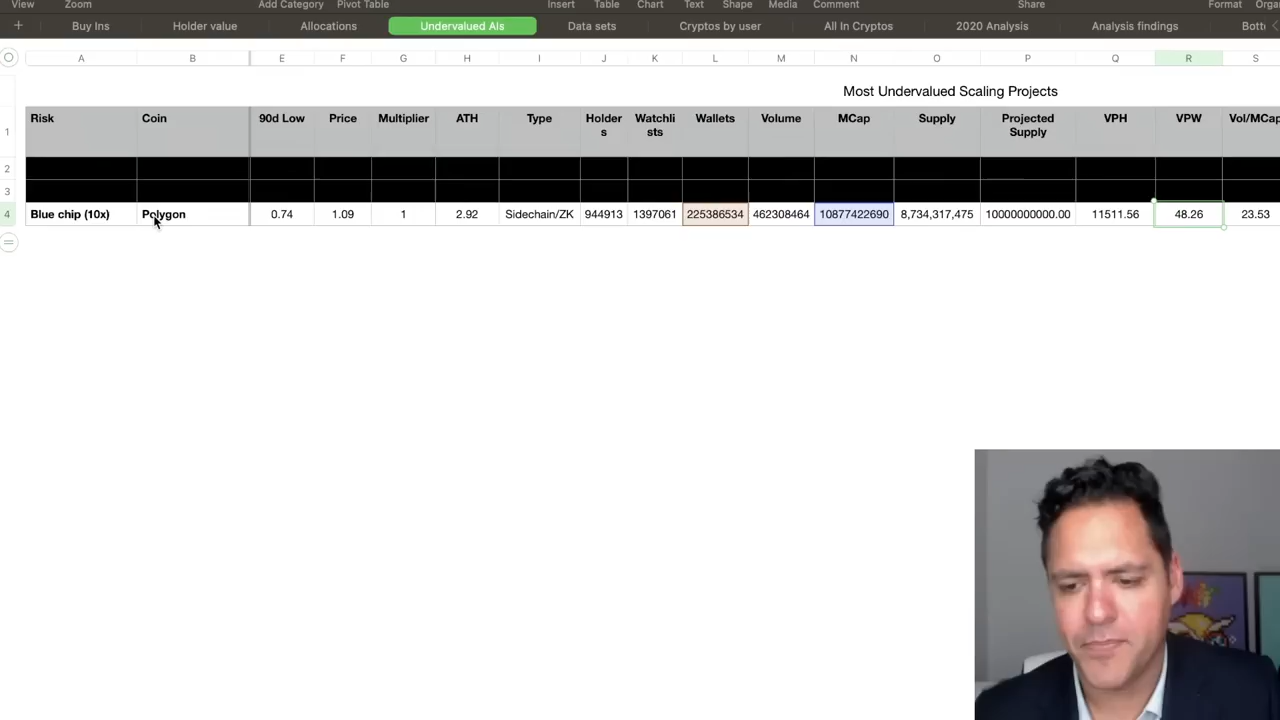 View Zoom Add Category Pivot Table Insert Table Chart Text Shape Media Comment Share Format
+ Buy Ins Holder value Allocations Undervalued AIs Data sets Cryptos by user All In Cryptos 2020 Analysis Analysis findings
A B E F G H I J K L M N O P Q R S
Most Undervalued Scaling Projects
1 Risk Coin 90d Low Price Multiplier ATH Type Holders Watchlists Wallets Volume MCap Supply Projected Supply VPH VPW Vol/MCap
2
3
4 Blue chip (10x) Polygon 0.74 1.09 1 2.92 Sidechain/ZK 944913 1397061 225386534 462308464 10877422690 8,734,317,475 10000000000.00 11511.56 48.26 23.53